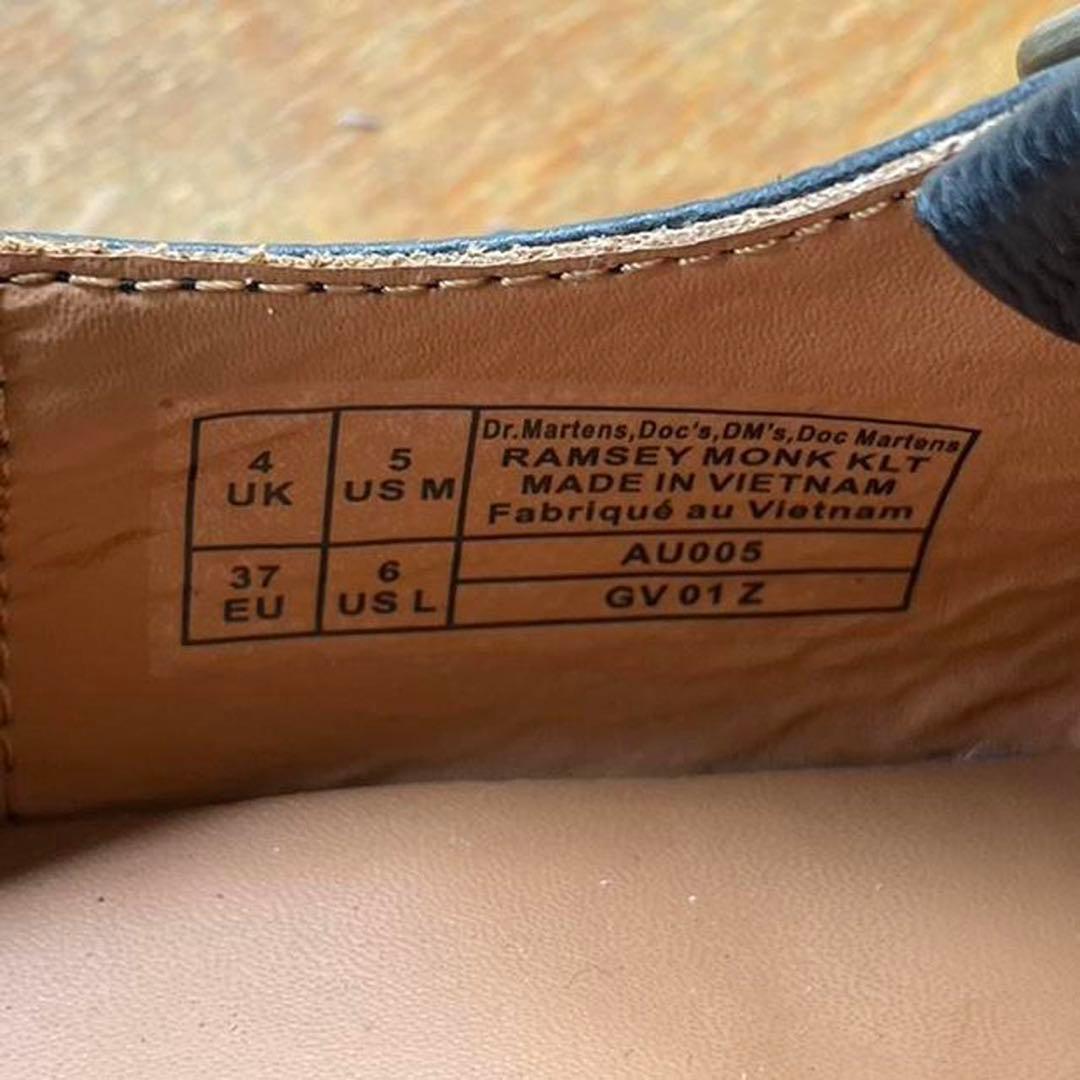 4
UK
5
US M
37
EU
6
US L
Dr.Martens,Doc's,DM's,Doc Martens
RAMSEY MONK KLT
MADE IN VIETNAM
Fabriqué au Vietnam
AU005
GV 01 Z